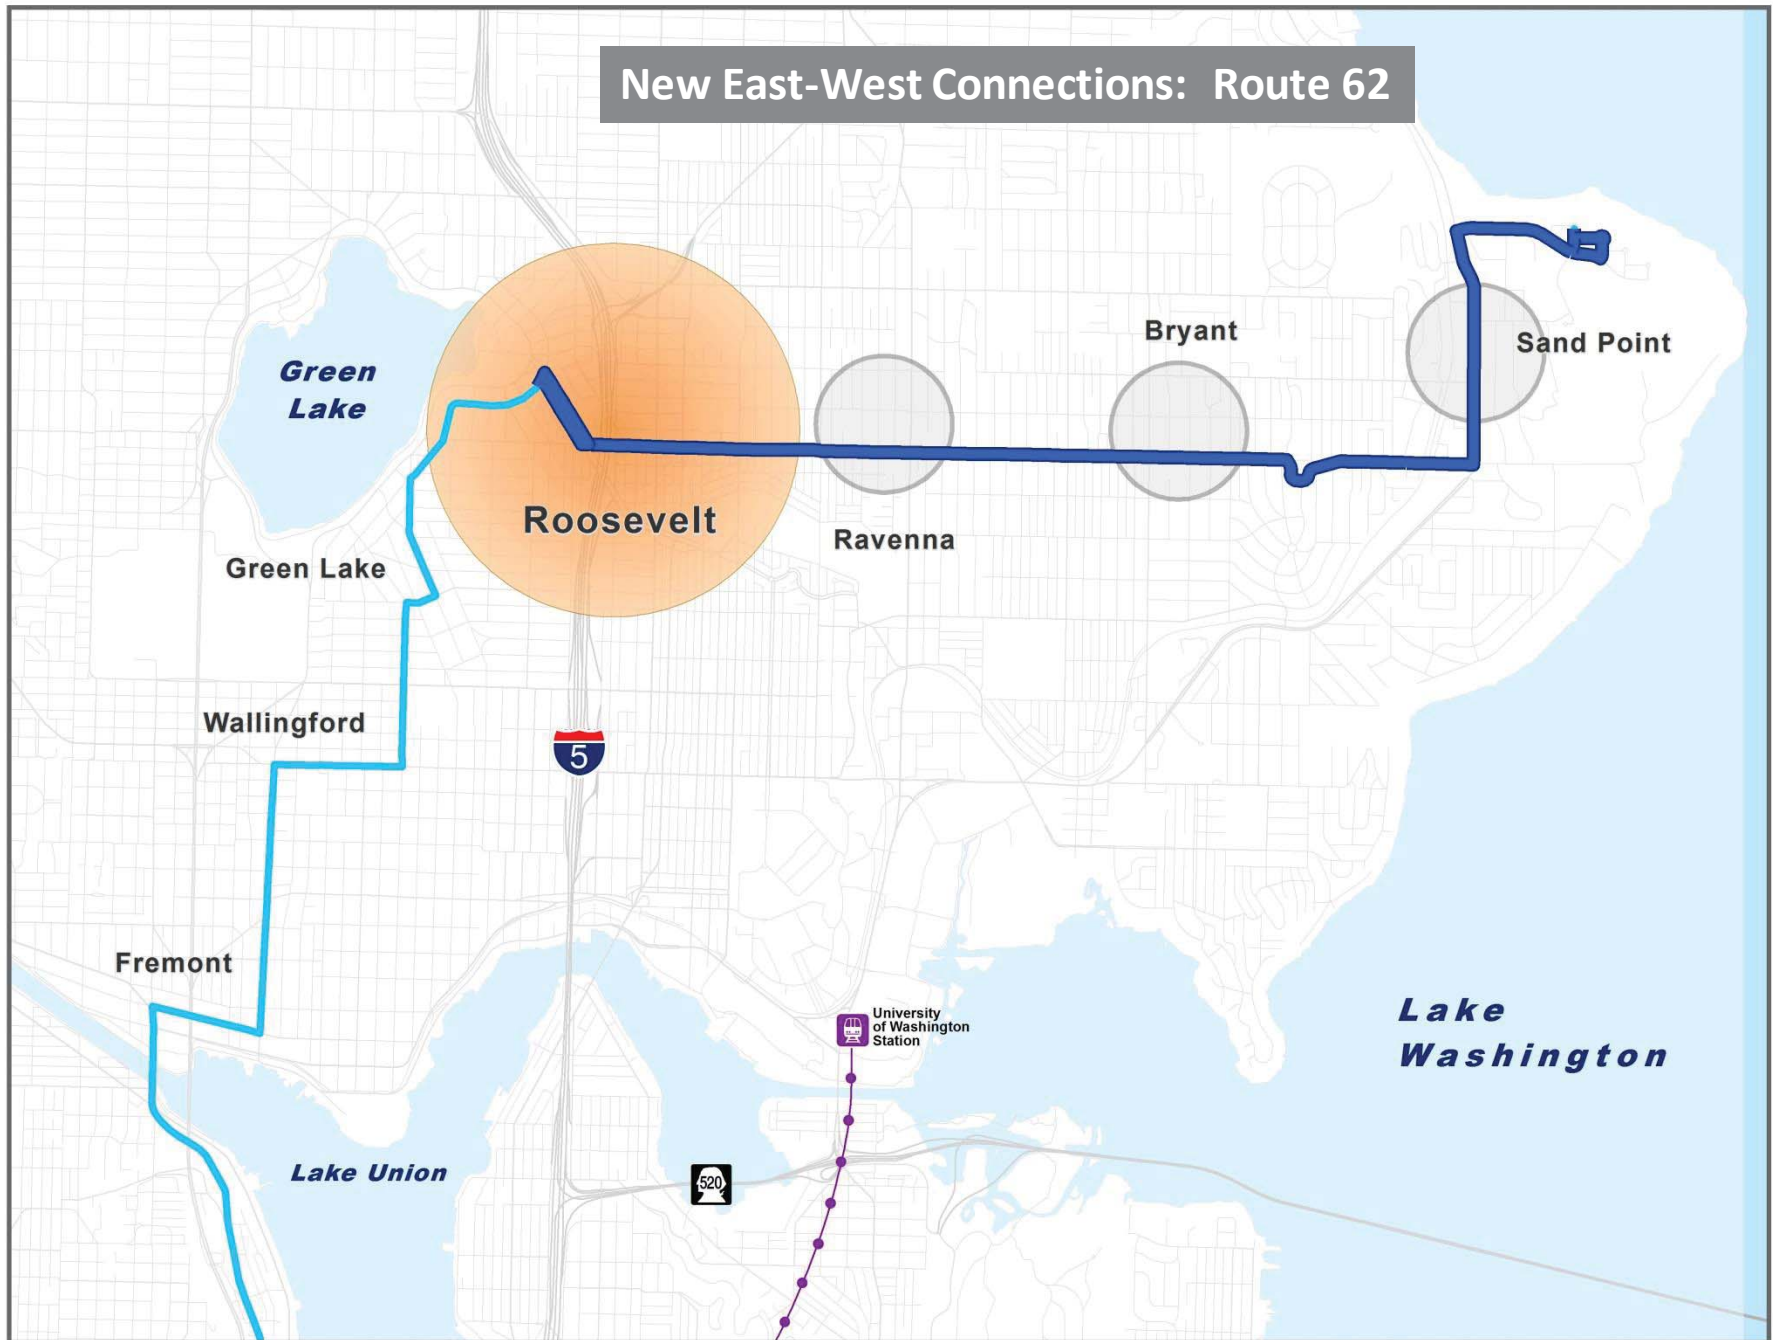 New East-West Connections: Route 62
Bryant
Sand Point
Green
Lake
Roosevelt
Ravenna
Green Lake
Wallingford
5
Fremont
University
of Washington
Station
Lake
Washington
Lake Union
520